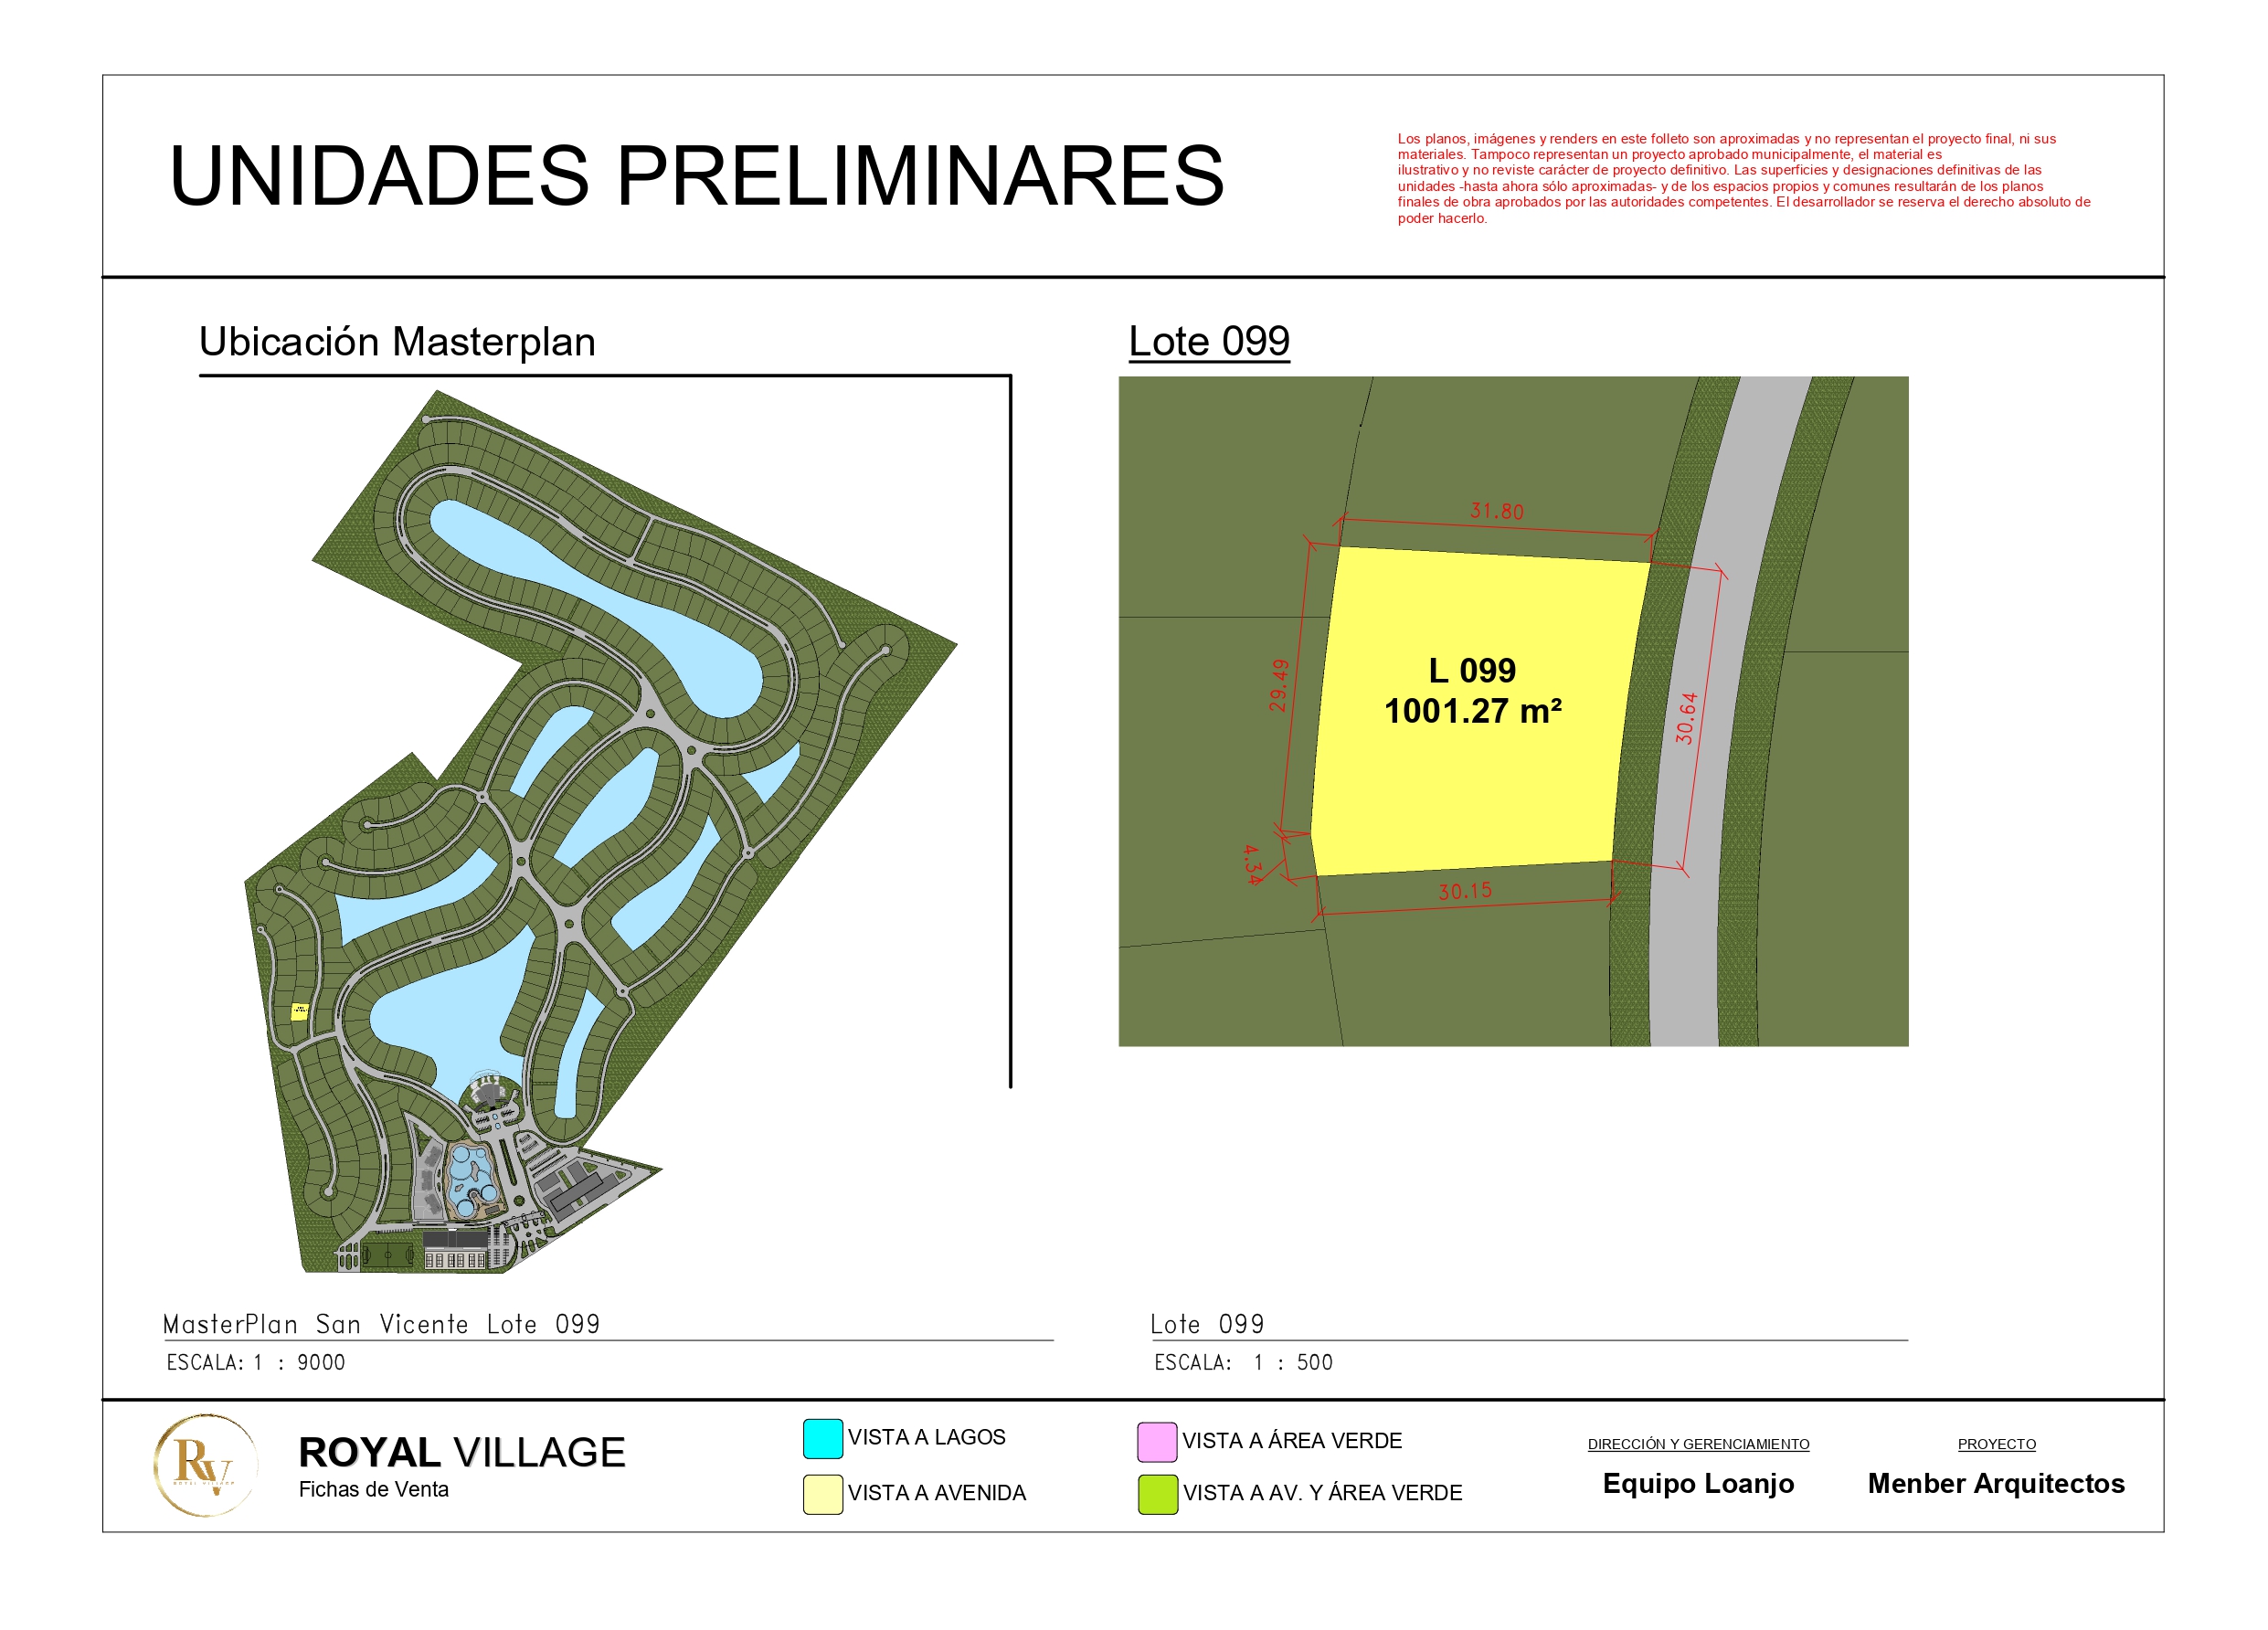 UNIDADES PRELIMINARES
Los planos, imágenes y renders en este folleto son aproximadas y no representan el proyecto final, ni sus
materiales. Tampoco representan un proyecto aprobado municipalmente, el material es
ilustrativo y no reviste carácter de proyecto definitivo. Las superficies y designaciones definitivas de las
unidades -hasta ahora sólo aproximadas- y de los espacios propios y comunes resultarán de los planos
finales de obra aprobados por las autoridades competentes. El desarrollador se reserva el derecho absoluto de
poder hacerlo.
Ubicación Masterplan
Lote 099
31.80
29.49
L 099
1001.27 m²
30.64
4.34
30.15
MasterPlan San Vicente Lote 099
ESCALA: 1 : 9000
Lote 099
ESCALA: 1 : 500
RV
ROYAL VILLAGE
ROYAL VILLAGE
Fichas de Venta
VISTA A LAGOS
VISTA A AVENIDA
VISTA A ÁREA VERDE
VISTA A AV. Y ÁREA VERDE
DIRECCIÓN Y GERENCIAMIENTO
Equipo Loanjo
PROYECTO
Menber Arquitectos